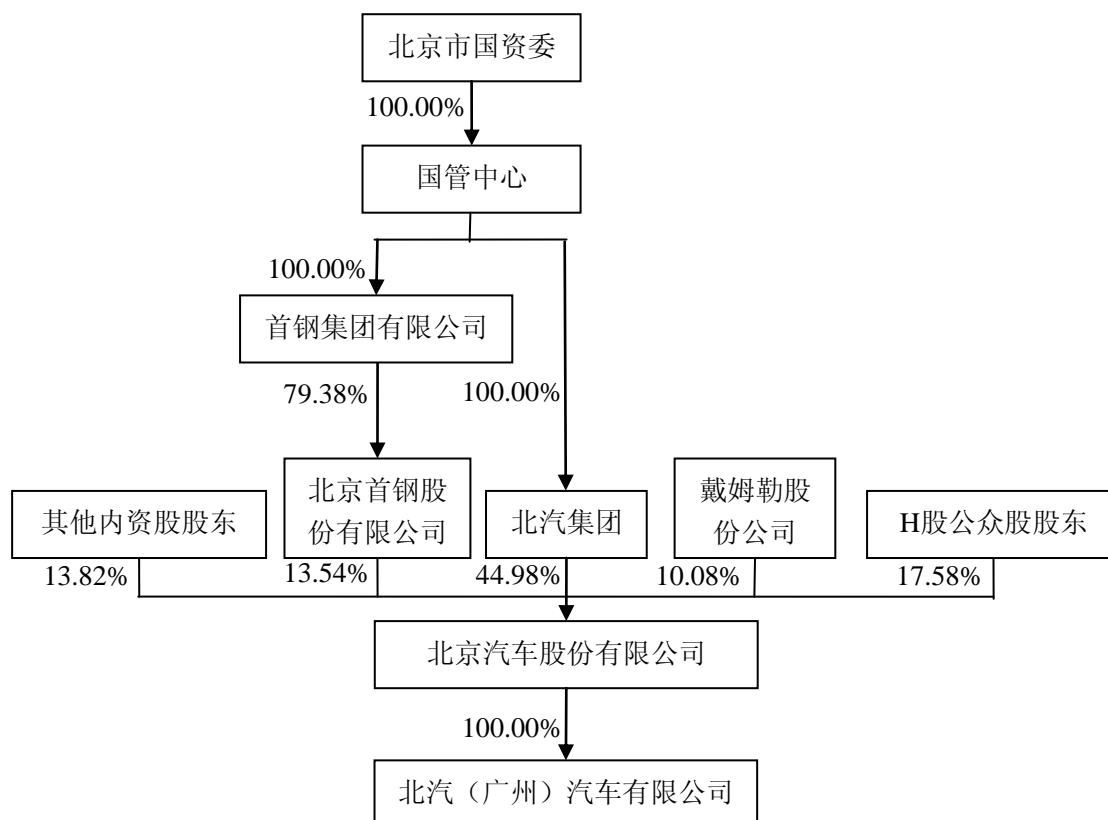 北京市国资委
100.00%
国管中心
100.00%
首钢集团有限公司
79.38%
100.00%
其他内资股股东
北京首钢股
份有限公司
北汽集团
戴姆勒股
份公司
H股公众股股东
13.82%
13.54%
44.98%
10.08%
17.58%
北京汽车股份有限公司
100.00%
北汽（广州）汽车有限公司